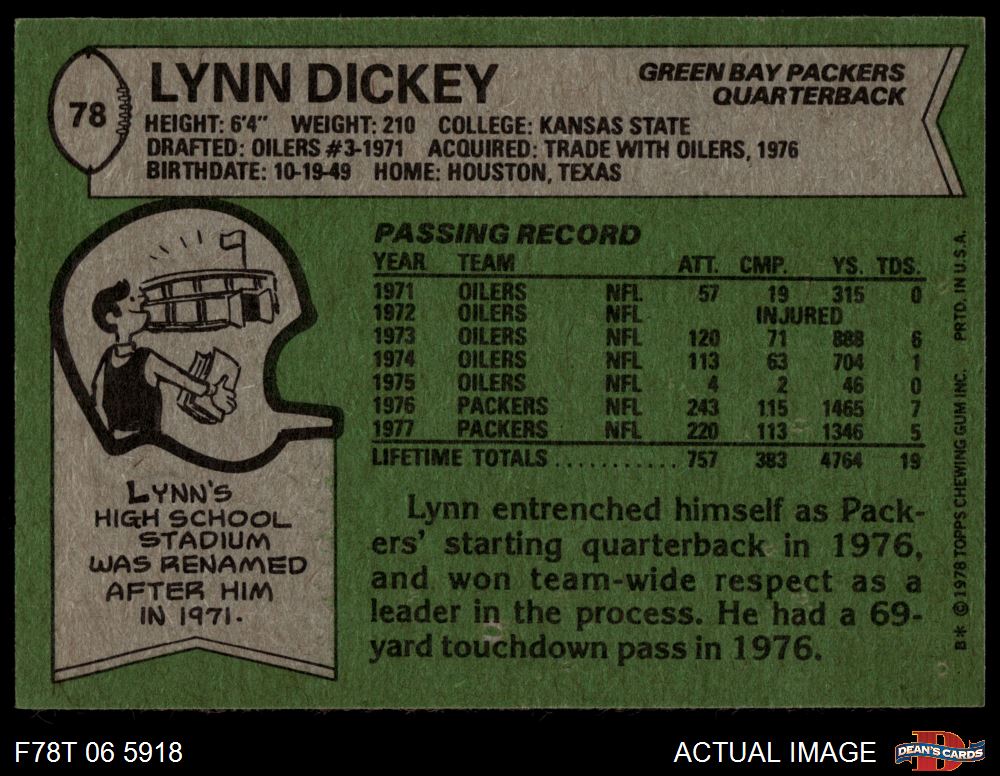 78
LYNN DICKEY
GREEN BAY PACKERS
QUARTERBACK
HEIGHT: 6'4" WEIGHT: 210 COLLEGE: KANSAS STATE
DRAFTED: OILERS #3-1971 ACQUIRED: TRADE WITH OILERS, 1976
BIRTHDATE: 10-19-49 HOME: HOUSTON, TEXAS
PASSING RECORD
YEAR TEAM ATT. CMP. YS. TDS.
1971 OILERS NFL 57 19 315 0
1972 OILERS NFL INJURED
1973 OILERS NFL 120 71 888 6
1974 OILERS NFL 113 63 704 1
1975 OILERS NFL 4 2 46 0
1976 PACKERS NFL 243 115 1465 7
1977 PACKERS NFL 220 113 1346 5
LIFETIME TOTALS ............ 757 383 4764 19
LYNN'S
HIGH SCHOOL
STADIUM
WAS RENAMED
AFTER HIM
IN 1971.
Lynn entrenched himself as Pack-
ers' starting quarterback in 1976,
and won team-wide respect as a
leader in the process. He had a 69-
yard touchdown pass in 1976.
B* © 1978 TOPPS CHEWING GUM INC. PRTD. IN U.S.A.
F78T 06 5918
ACTUAL IMAGE
DEAN'S CARDS